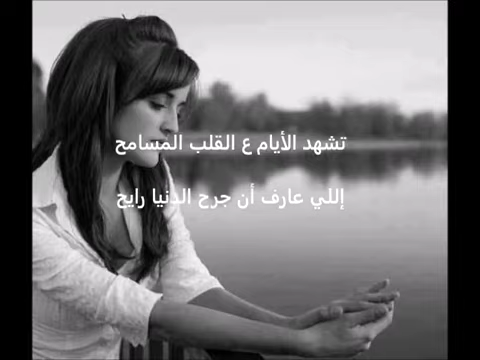 تشهد الأيام ع القلب المسامح
إللي عارف أن جرح الدنيا رايح